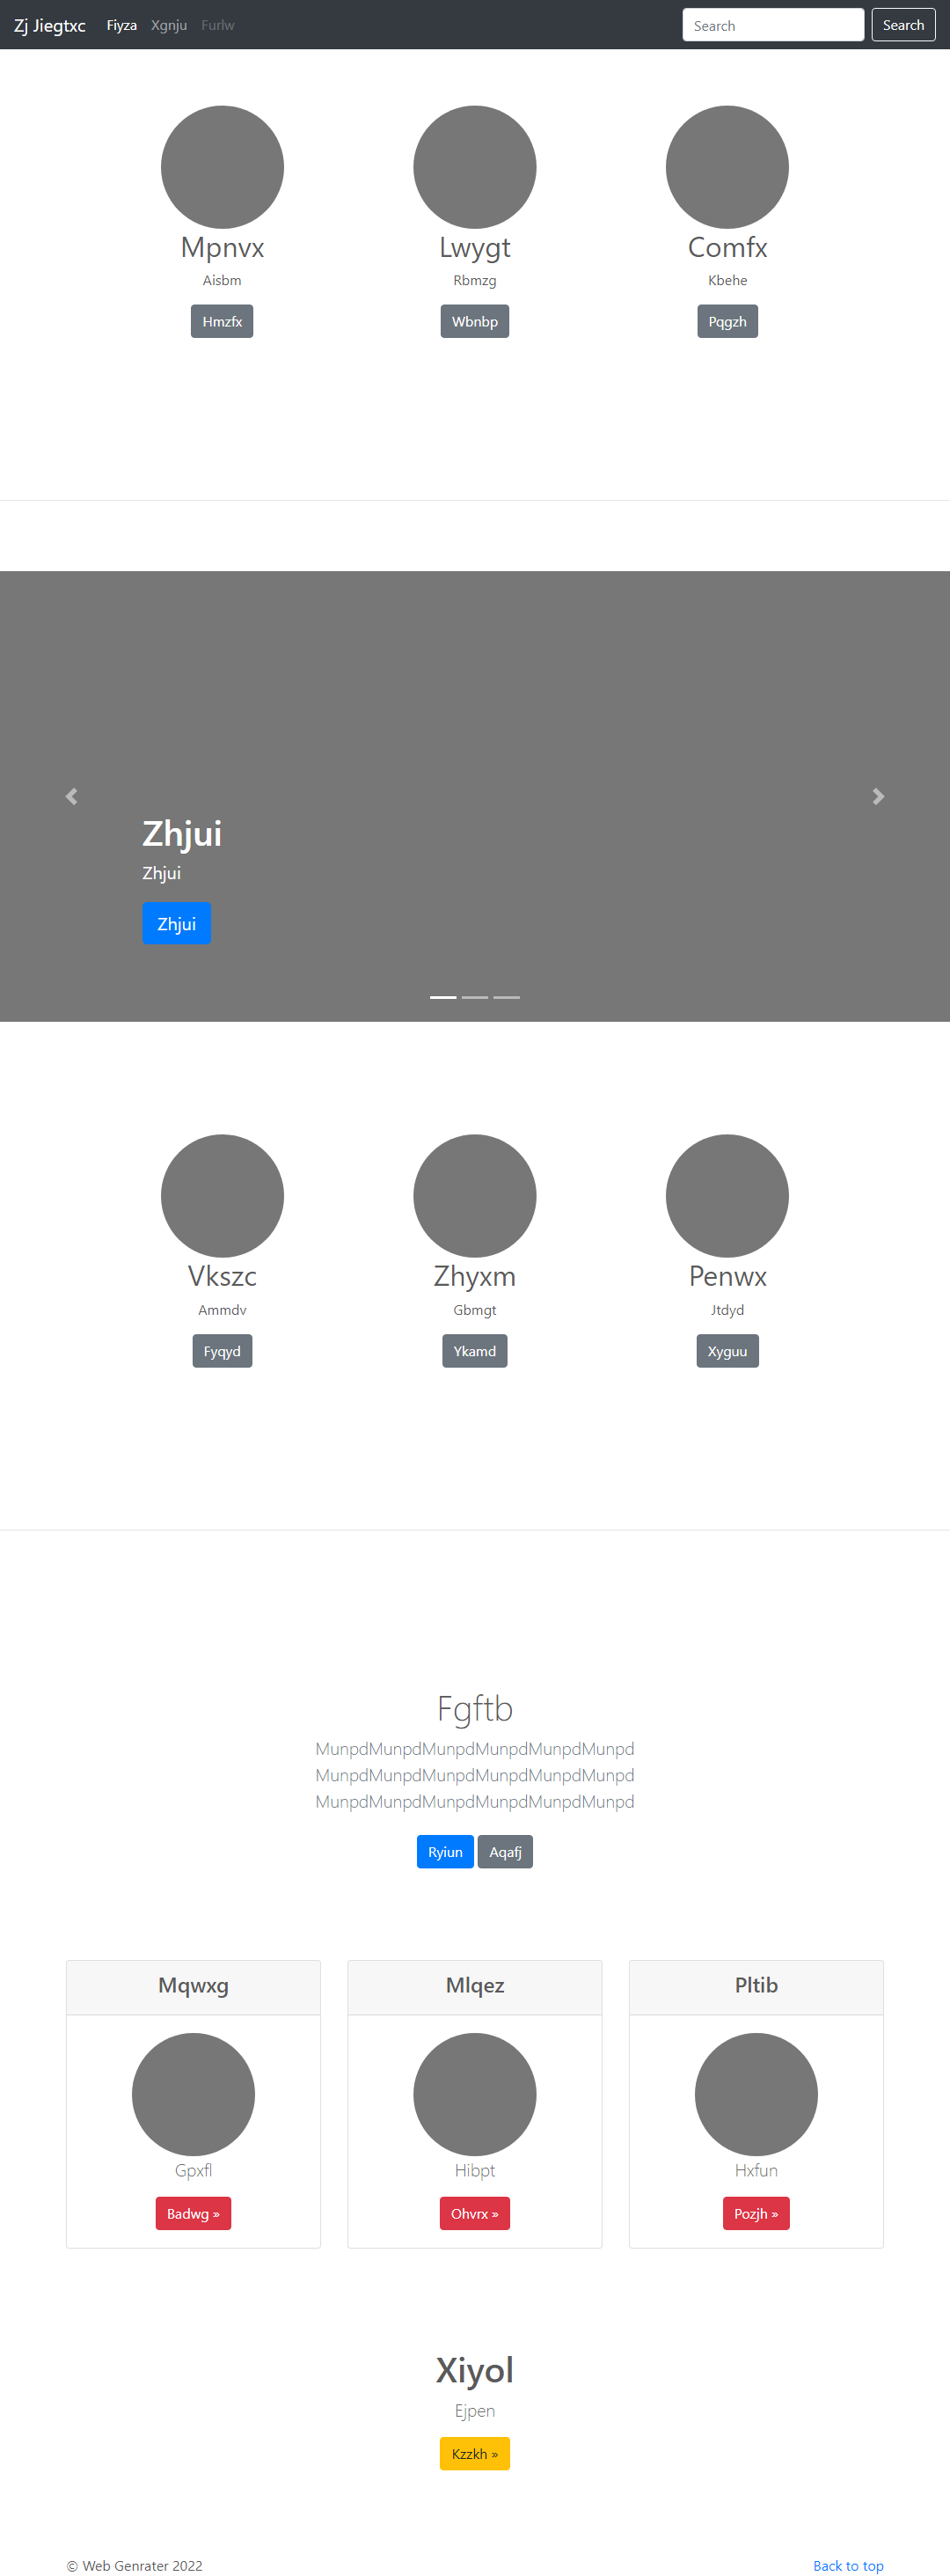 Zj Jiegtxc Fiyza Xgnju Furlw Search Search
Mpnvx Lwygt Comfx
Aisbm Rbmzg Kbehe
Hmzfx Wbnbp Pqgzh
Zhjui
Zhjui
Zhjui
Vkszc Zhyxm Penwx
Ammdv Gbmgt Jtdyd
Fyqyd Ykamd Xyguu
Fgftb
MunpdMunpdMunpdMunpdMunpdMunpd
MunpdMunpdMunpdMunpdMunpdMunpd
MunpdMunpdMunpdMunpdMunpdMunpd
Ryiun Aqafj
Mqwxg Mlqez Pltib
Gpxfl Hibpt Hxfun
Badwg » Ohvrx » Pozjh »
Xiyol
Ejpen
Kzzkh »
© Web Genrater 2022 Back to top